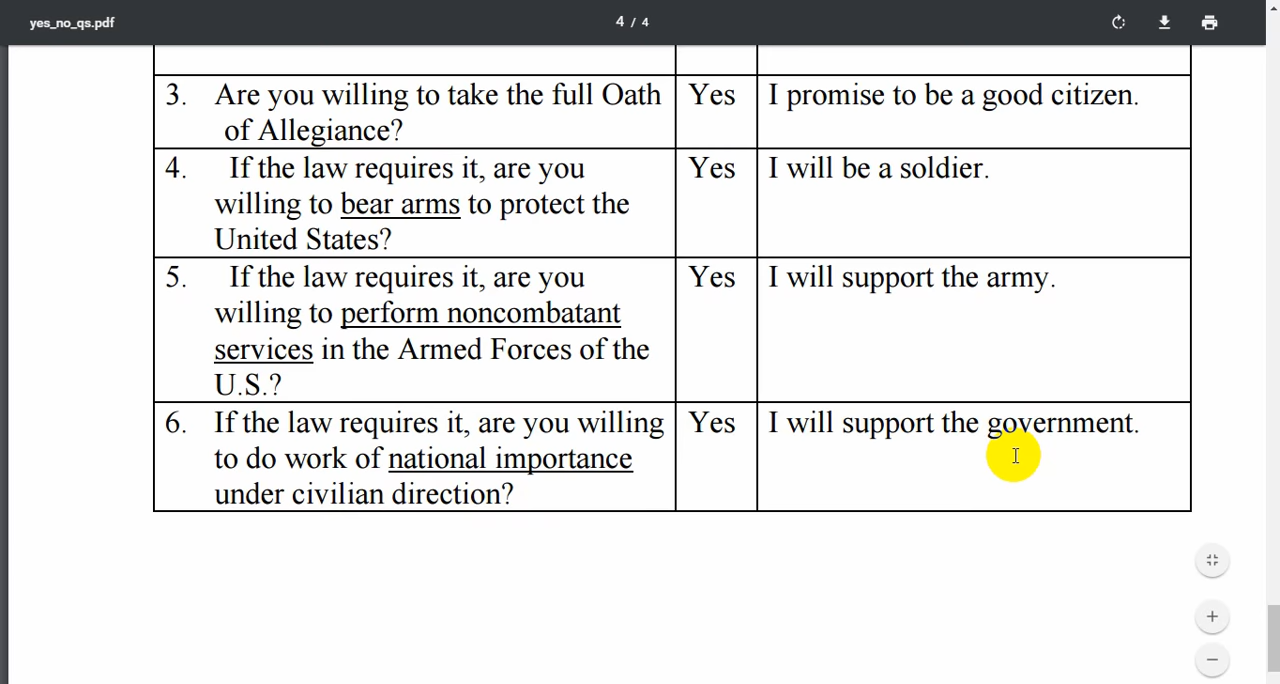 yes_no_qs.pdf
4 / 4
3. Are you willing to take the full Oath
of Allegiance?
Yes
I promise to be a good citizen.
4. If the law requires it, are you
willing to bear arms to protect the
United States?
Yes
I will be a soldier.
5. If the law requires it, are you
willing to perform noncombatant
services in the Armed Forces of the
U.S.?
Yes
I will support the army.
6. If the law requires it, are you willing
to do work of national importance
under civilian direction?
Yes
I will support the government.